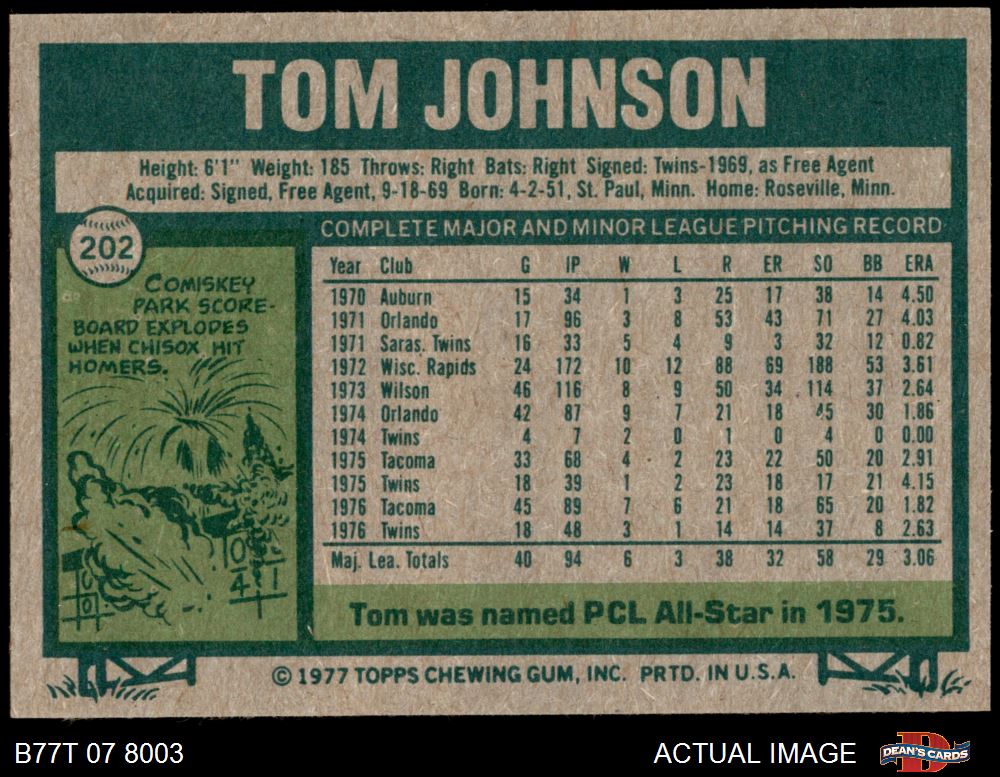 TOM JOHNSON
Height: 6'1" Weight: 185 Throws: Right Bats: Right Signed: Twins-1969, as Free Agent
Acquired: Signed, Free Agent, 9-18-69 Born: 4-2-51, St. Paul, Minn. Home: Roseville, Minn.
202
COMISKEY
PARK SCORE-
BOARD EXPLODES
WHEN CHISOX HIT
HOMERS.
0
0
0
4 1
COMPLETE MAJOR AND MINOR LEAGUE PITCHING RECORD
Year Club G IP W L R ER SO BB ERA
1970 Auburn 15 34 1 3 25 17 38 14 4.50
1971 Orlando 17 96 3 8 53 43 71 27 4.03
1971 Saras. Twins 16 33 5 4 9 3 32 12 0.82
1972 Wisc. Rapids 24 172 10 12 88 69 188 53 3.61
1973 Wilson 46 116 8 9 50 34 114 37 2.64
1974 Orlando 42 87 9 7 21 18 45 30 1.86
1974 Twins 4 7 2 0 1 0 4 0 0.00
1975 Tacoma 33 68 4 2 23 22 50 20 2.91
1975 Twins 18 39 1 2 23 18 17 21 4.15
1976 Tacoma 45 89 7 6 21 18 65 20 1.82
1976 Twins 18 48 3 1 14 14 37 8 2.63
Maj. Lea. Totals 40 94 6 3 38 32 58 29 3.06
Tom was named PCL All-Star in 1975.
© 1977 TOPPS CHEWING GUM, INC. PRTD. IN U.S.A.
B77T 07 8003
ACTUAL IMAGE
DEAN'S CARDS